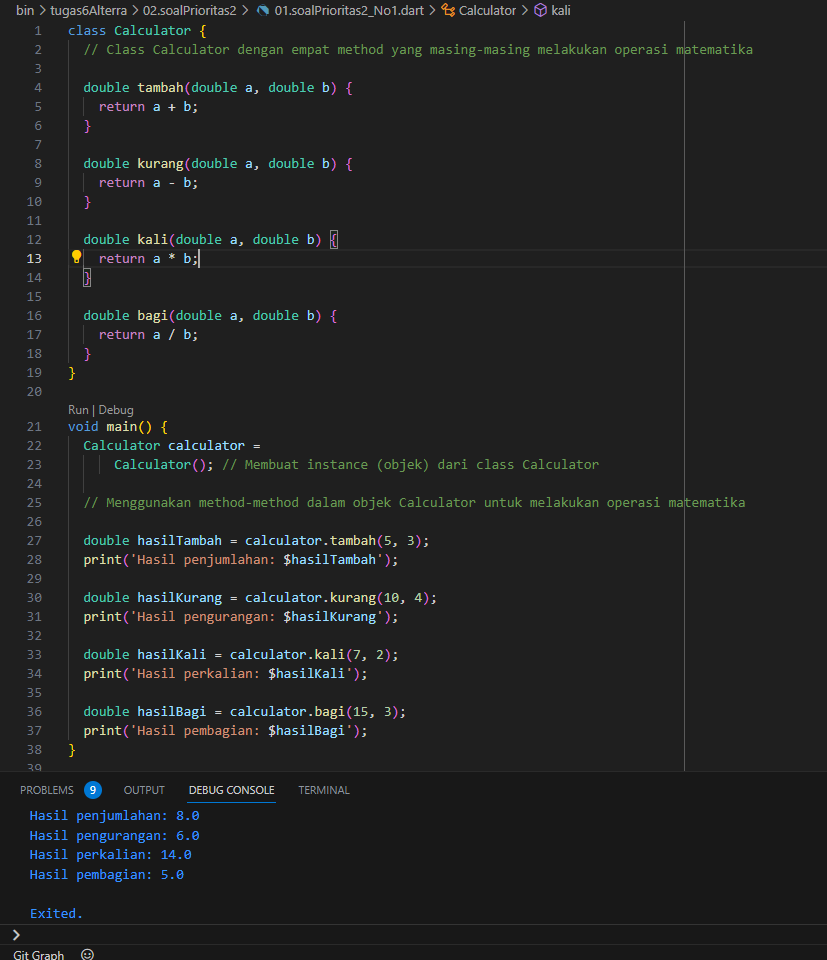 bin > tugas6Alterra > 02.soalPrioritas2 > 01.soalPrioritas2_No1.dart > Calculator > kali
1 class Calculator {
2 // Class Calculator dengan empat method yang masing-masing melakukan operasi matematika
3
4 double tambah(double a, double b) {
5 return a + b;
6 }
7
8 double kurang(double a, double b) {
9 return a - b;
10 }
11
12 double kali(double a, double b) {
13 return a * b;
14 }
15
16 double bagi(double a, double b) {
17 return a / b;
18 }
19 }
20
Run | Debug
21 void main() {
22 Calculator calculator =
23 Calculator(); // Membuat instance (objek) dari class Calculator
24
25 // Menggunakan method-method dalam objek Calculator untuk melakukan operasi matematika
26
27 double hasilTambah = calculator.tambah(5, 3);
28 print('Hasil penjumlahan: $hasilTambah');
29
30 double hasilKurang = calculator.kurang(10, 4);
31 print('Hasil pengurangan: $hasilKurang');
32
33 double hasilKali = calculator.kali(7, 2);
34 print('Hasil perkalian: $hasilKali');
35
36 double hasilBagi = calculator.bagi(15, 3);
37 print('Hasil pembagian: $hasilBagi');
38 }
39
PROBLEMS 9 OUTPUT DEBUG CONSOLE TERMINAL
Hasil penjumlahan: 8.0
Hasil pengurangan: 6.0
Hasil perkalian: 14.0
Hasil pembagian: 5.0
Exited.
>
Git Graph